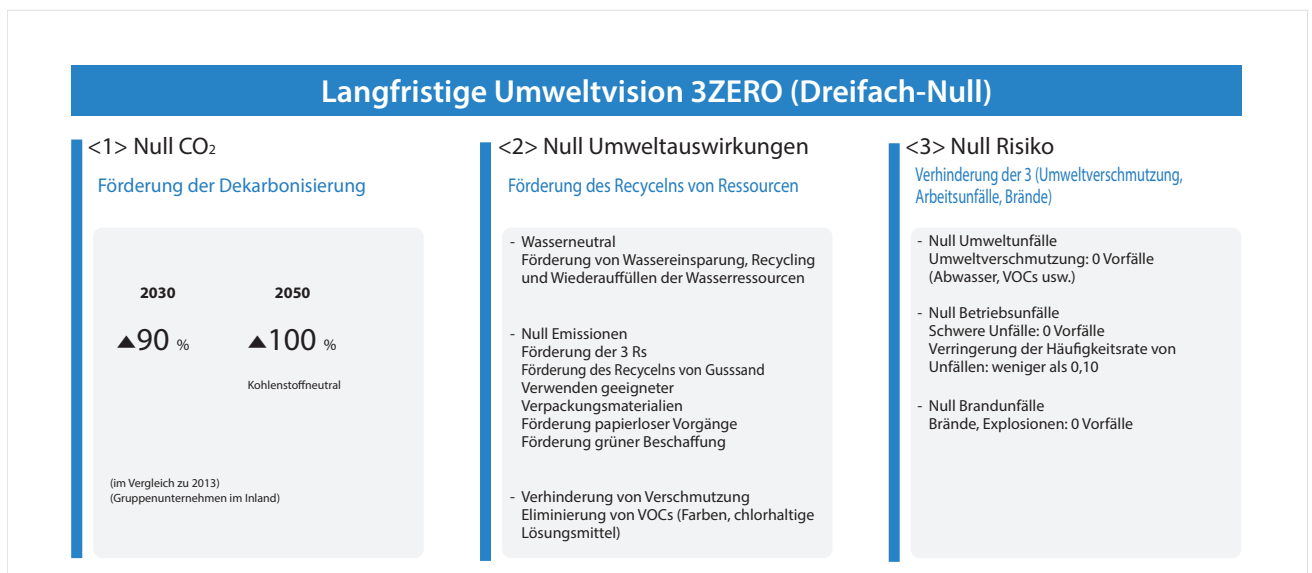 Langfristige Umweltvision 3ZERO (Dreifach-Null)
<1> Null CO₂
Förderung der Dekarbonisierung
2030
2050
▲90 %
▲100 %
Kohlenstoffneutral
(im Vergleich zu 2013)
(Gruppenunternehmen im Inland)
<2> Null Umweltauswirkungen
Förderung des Recycelns von Ressourcen
- Wasserneutral
Förderung von Wassereinsparung, Recycling
und Wiederauffüllen der Wasserressourcen
- Null Emissionen
Förderung der 3 Rs
Förderung des Recycelns von Gusssand
Verwenden geeigneter
Verpackungsmaterialien
Förderung papierloser Vorgänge
Förderung grüner Beschaffung
- Verhinderung von Verschmutzung
Eliminierung von VOCs (Farben, chlorhaltige
Lösungsmittel)
<3> Null Risiko
Verhinderung der 3 (Umweltverschmutzung,
Arbeitsunfälle, Brände)
- Null Umweltunfälle
Umweltverschmutzung: 0 Vorfälle
(Abwasser, VOCs usw.)
- Null Betriebsunfälle
Schwere Unfälle: 0 Vorfälle
Verringerung der Häufigkeitsrate von
Unfällen: weniger als 0,10
- Null Brandunfälle
Brände, Explosionen: 0 Vorfälle